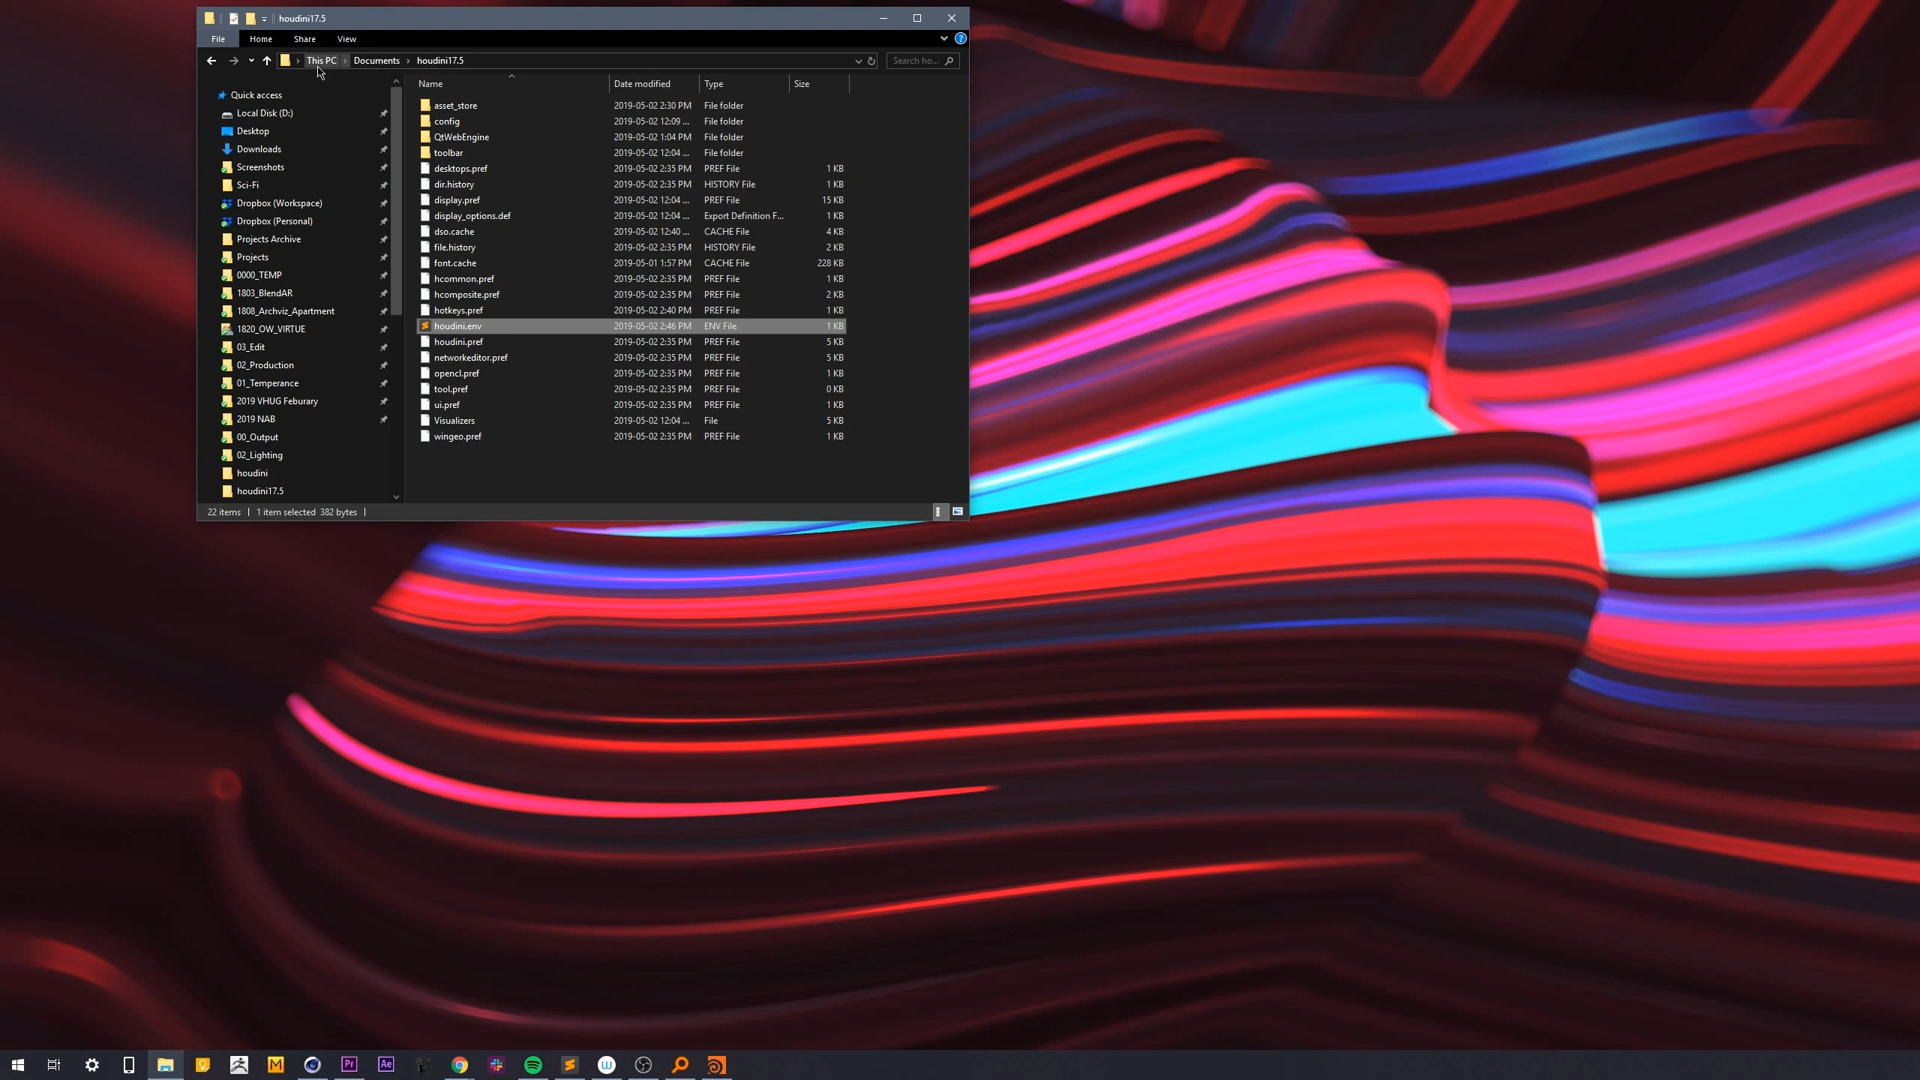 houdini17.5
File Home Share View
This PC Documents houdini17.5 Search ho...
Name Date modified Type Size
Quick access
Local Disk (D:)
Desktop
Downloads
Screenshots
Sci-Fi
Dropbox (Workspace)
Dropbox (Personal)
Projects Archive
Projects
0000_TEMP
1803_BlendAR
1808_Archviz_Apartment
1820_OW_VIRTUE
03_Edit
02_Production
01_Temperance
2019 VHUG Feburary
2019 NAB
00_Output
02_Lighting
houdini
houdini17.5
asset_store 2019-05-02 2:30 PM File folder
config 2019-05-02 12:09 ... File folder
QtWebEngine 2019-05-02 1:04 PM File folder
toolbar 2019-05-02 12:04 ... File folder
desktops.pref 2019-05-02 2:35 PM PREF File 1 KB
dir.history 2019-05-02 2:35 PM HISTORY File 1 KB
display.pref 2019-05-02 12:04 ... PREF File 15 KB
display_options.def 2019-05-02 12:04 ... Export Definition F... 1 KB
dso.cache 2019-05-02 12:40 ... CACHE File 4 KB
file.history 2019-05-02 2:35 PM HISTORY File 2 KB
font.cache 2019-05-01 1:57 PM CACHE File 228 KB
hcommon.pref 2019-05-02 2:35 PM PREF File 1 KB
hcomposite.pref 2019-05-02 2:35 PM PREF File 2 KB
hotkeys.pref 2019-05-02 2:40 PM PREF File 1 KB
houdini.env 2019-05-02 2:46 PM ENV File 1 KB
houdini.pref 2019-05-02 2:35 PM PREF File 5 KB
networkeditor.pref 2019-05-02 2:35 PM PREF File 5 KB
opencl.pref 2019-05-02 2:35 PM PREF File 1 KB
tool.pref 2019-05-02 2:35 PM PREF File 0 KB
ui.pref 2019-05-02 2:35 PM PREF File 1 KB
Visualizers 2019-05-02 12:04 ... File 5 KB
wingeo.pref 2019-05-02 2:35 PM PREF File 1 KB
22 items 1 item selected 382 bytes
M Pr Ae